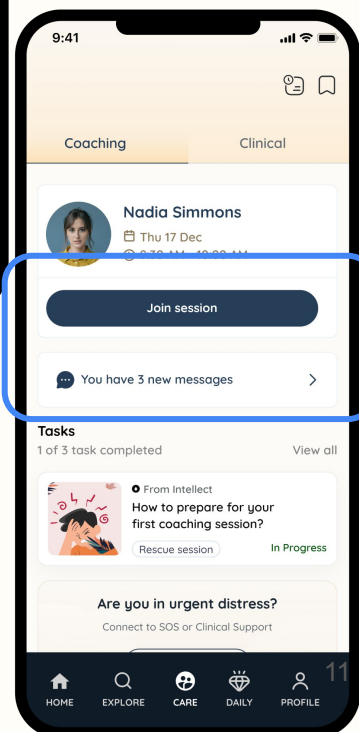 9:41
Coaching
Clinical
Nadia Simmons
Thu 17 Dec
Join session
You have 3 new messages
Tasks
1 of 3 task completed
View all
From Intellect
How to prepare for your
first coaching session?
Rescue session
In Progress
Are you in urgent distress?
Connect to SOS or Clinical Support
HOME
EXPLORE
CARE
DAILY
PROFILE
11